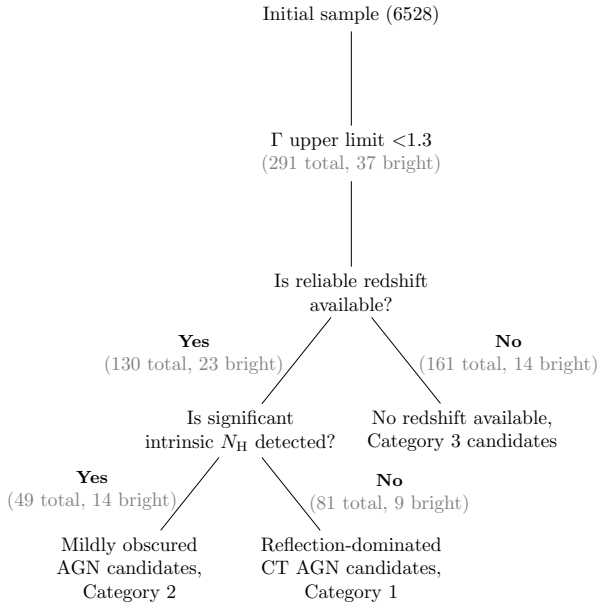 Initial sample (6528)
Γ upper limit <1.3
(291 total, 37 bright)
Is reliable redshift
available?
Yes
(130 total, 23 bright)
No
(161 total, 14 bright)
Is significant
intrinsic N_H detected?
No redshift available,
Category 3 candidates
Yes
(49 total, 14 bright)
No
(81 total, 9 bright)
Mildly obscured
AGN candidates,
Category 2
Reflection-dominated
CT AGN candidates,
Category 1